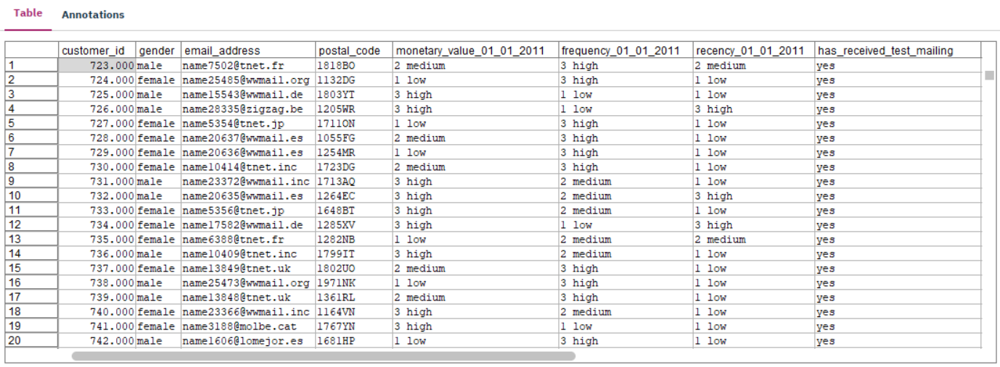 Table Annotations
customer_id gender email_address postal_code monetary_value_01_01_2011 frequency_01_01_2011 recency_01_01_2011 has_received_test_mailing
1 723.000 male name7502@tnet.fr 1818BO 2 medium 3 high 2 medium yes
2 724.000 female name25485@wwmail.org 1132DG 1 low 3 high 1 low yes
3 725.000 male name15543@wwmail.de 1803YT 3 high 1 low 1 low yes
4 726.000 male name28335@zigzag.be 1205WR 3 high 1 low 3 high yes
5 727.000 female name5354@tnet.jp 1711ON 1 low 3 high 1 low yes
6 728.000 female name20637@wwmail.es 1055FG 2 medium 3 high 1 low yes
7 729.000 female name20636@wwmail.es 1254MR 1 low 3 high 1 low yes
8 730.000 female name10414@tnet.inc 1723DG 2 medium 3 high 1 low yes
9 731.000 male name23372@wwmail.inc 1713AQ 3 high 2 medium 1 low yes
10 732.000 male name20635@wwmail.es 1264EC 3 high 2 medium 3 high yes
11 733.000 female name5356@tnet.jp 1648BT 3 high 2 medium 1 low yes
12 734.000 female name17582@wwmail.de 1285XV 3 high 1 low 3 high yes
13 735.000 female name6388@tnet.fr 1282NB 1 low 2 medium 2 medium yes
14 736.000 male name10409@tnet.inc 1799IT 3 high 2 medium 1 low yes
15 737.000 female name13849@tnet.uk 1802UO 2 medium 3 high 1 low yes
16 738.000 male name25473@wwmail.org 1971NK 1 low 3 high 1 low yes
17 739.000 male name13848@tnet.uk 1361RL 2 medium 3 high 1 low yes
18 740.000 female name23366@wwmail.inc 1164VN 3 high 2 medium 1 low yes
19 741.000 female name3188@molbe.cat 1767YN 3 high 1 low 1 low yes
20 742.000 male name1606@lomejor.es 1681HP 1 low 3 high 1 low yes